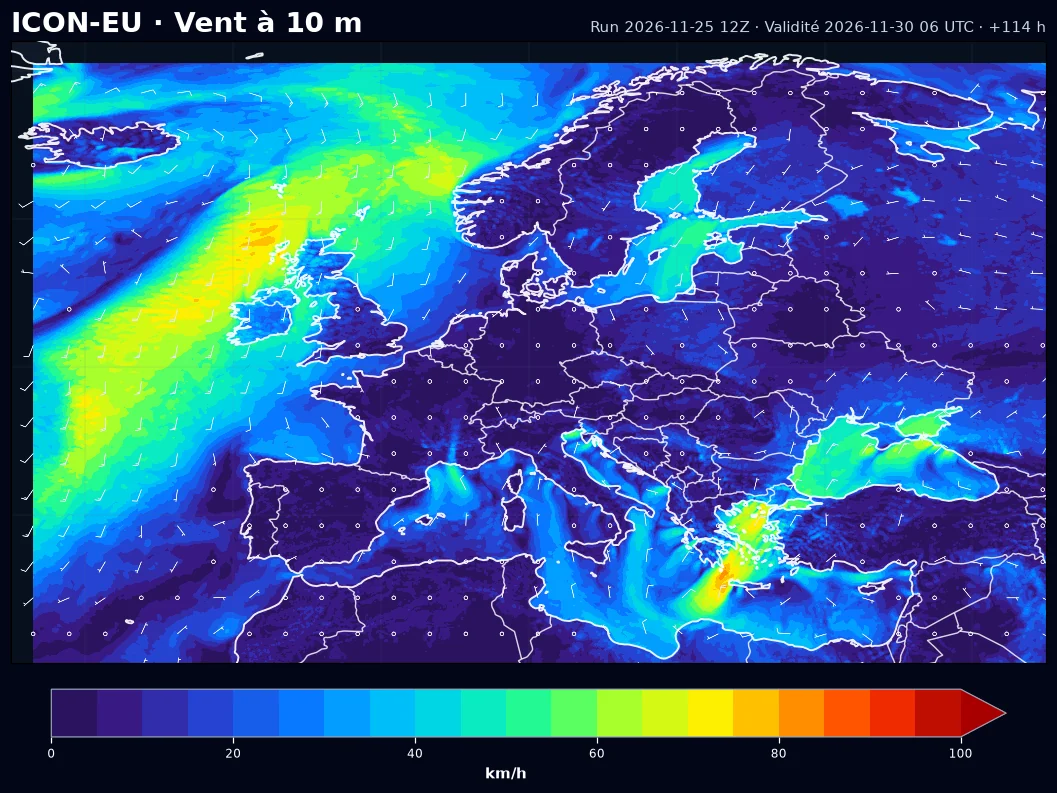 ICON-EU · Vent à 10 m
Run 2026-11-25 12Z · Validité 2026-11-30 06 UTC · +114 h
0 20 40 60 80 100
km/h